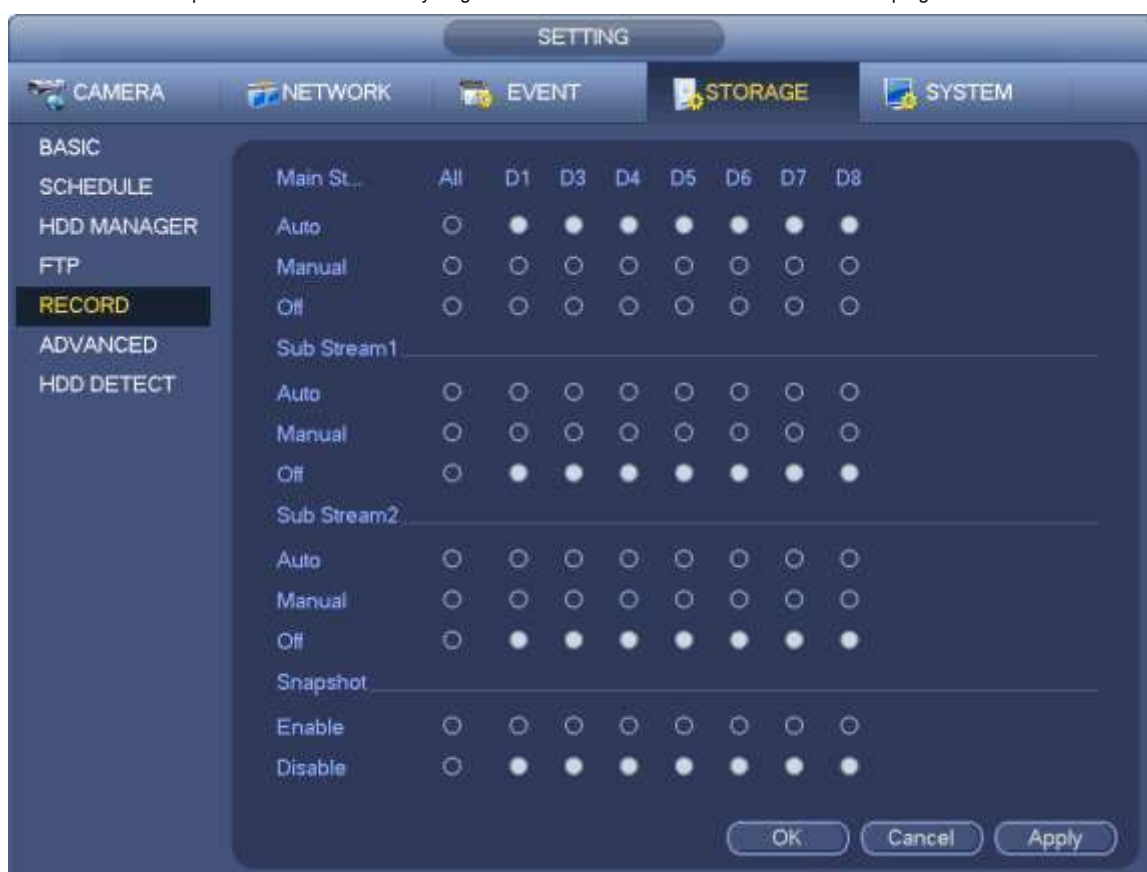 SETTING
CAMERA NETWORK EVENT STORAGE SYSTEM
BASIC
SCHEDULE
HDD MANAGER
FTP
RECORD
ADVANCED
HDD DETECT
Main St... All D1 D3 D4 D5 D6 D7 D8
Auto
Manual
Off
Sub Stream1
Auto
Manual
Off
Sub Stream2
Auto
Manual
Off
Snapshot
Enable
Disable
OK Cancel Apply